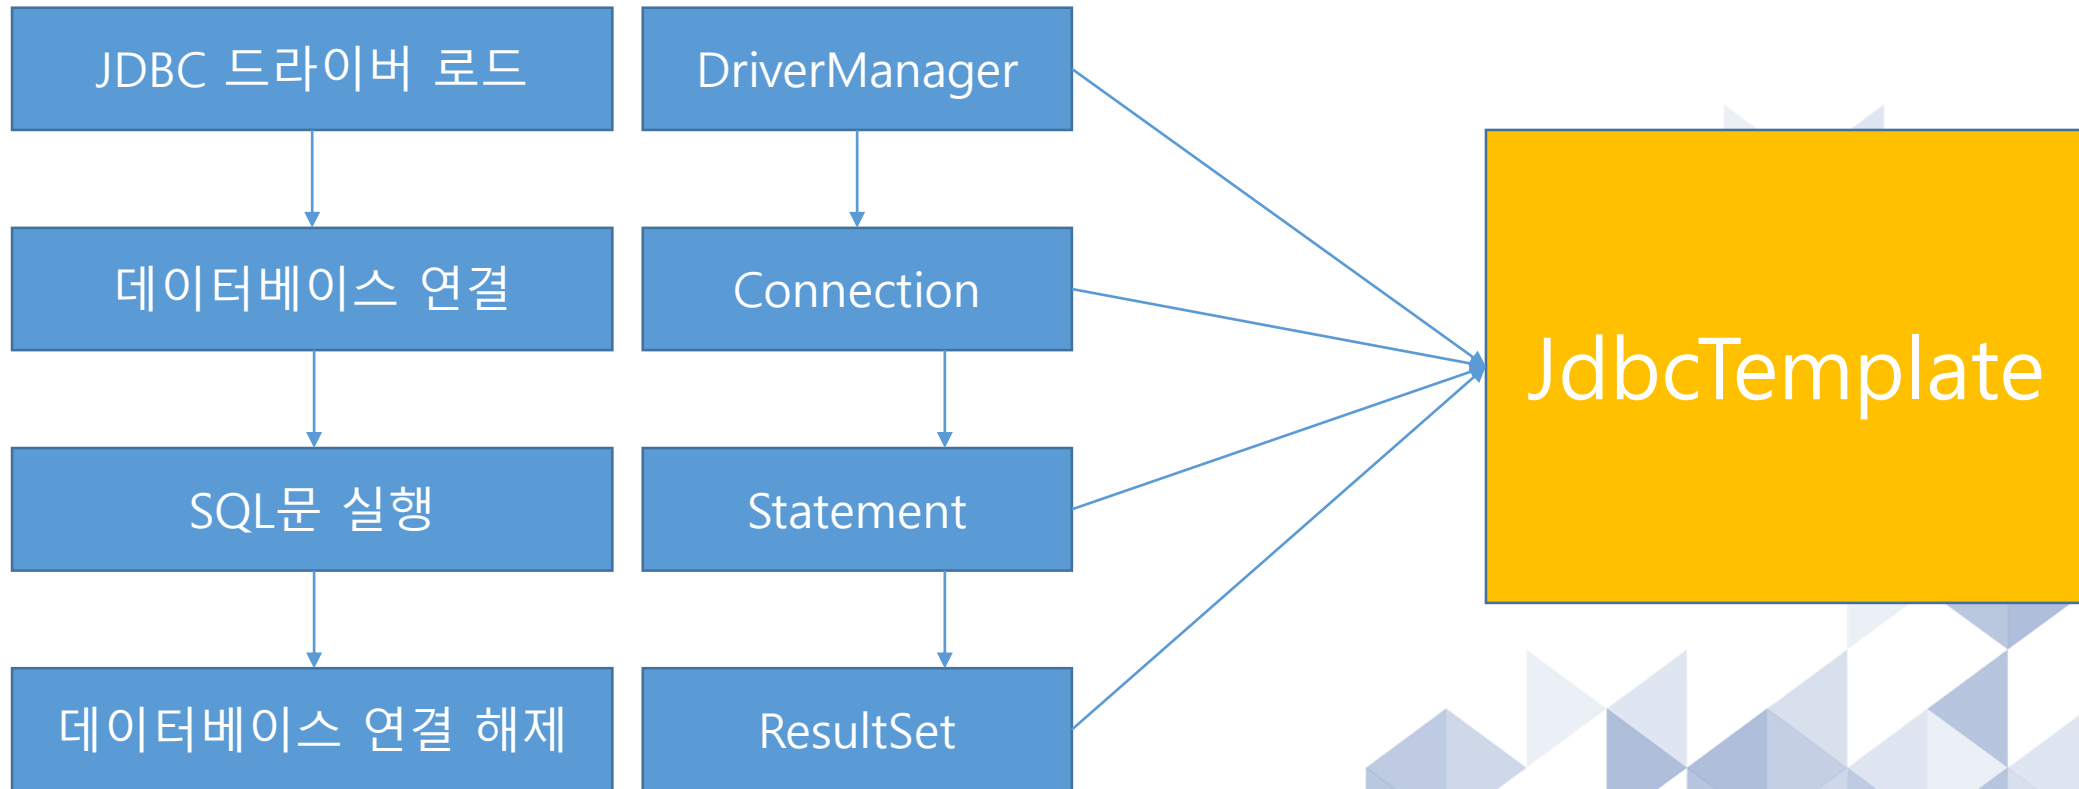 JDBC 드라이버 로드
DriverManager
데이터베이스 연결
Connection
JdbcTemplate
SQL문 실행
Statement
데이터베이스 연결 해제
ResultSet